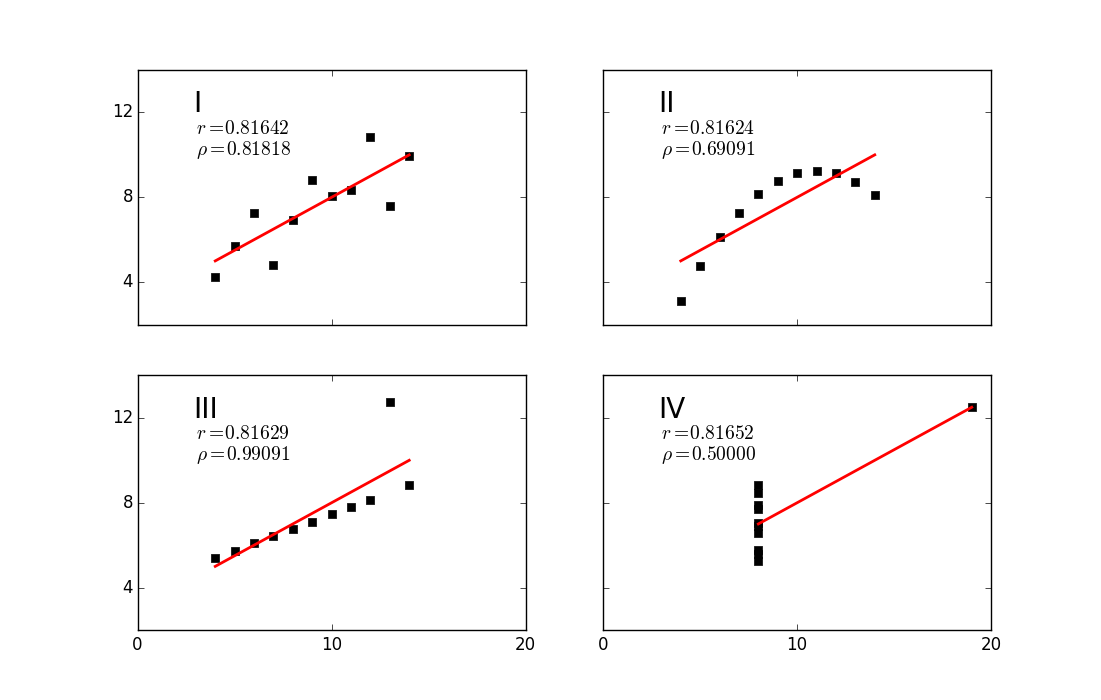 I
r = 0.81642
ρ = 0.81818
12
8
4
II
r = 0.81624
ρ = 0.69091
III
r = 0.81629
ρ = 0.99091
12
8
4
0 10 20
IV
r = 0.81652
ρ = 0.50000
0 10 20